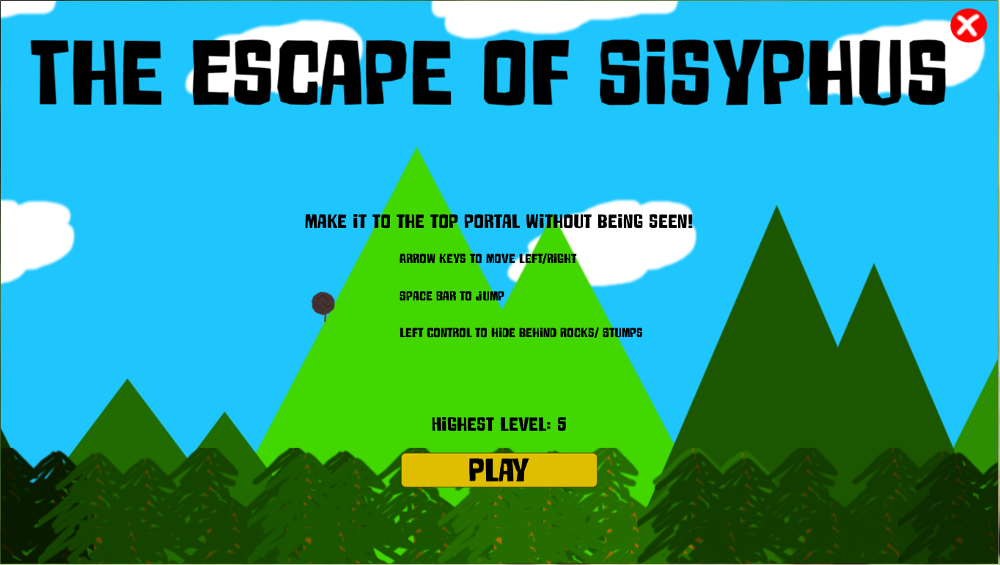 THE ESCAPE OF SiSYPHUS
MAKE iT TO THE TOP PORTAL WiTHOUT BEiNG SEEN!
ARROW KEYS TO MOVE LEFT/RiGHT
SPACE BAR TO JUMP
LEFT CONTROL TO HiDE BEHiND ROCKS/ STUMPS
HiGHEST LEVEL: 5
PLAY